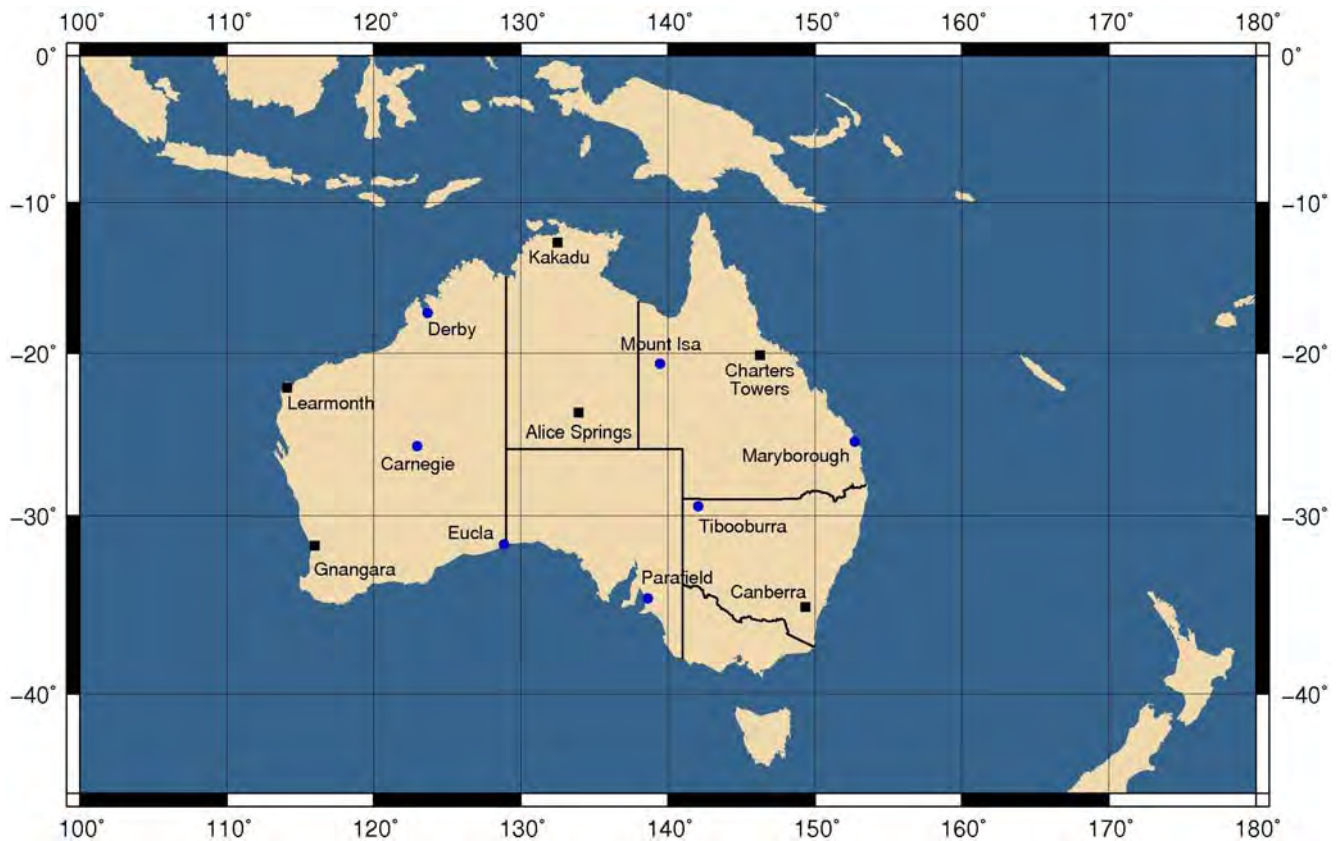 100° 110° 120° 130° 140° 150° 160° 170° 180°
0° 0°
−10° −10°
Kakadu
Derby
Mount Isa
−20° −20°
Charters
Towers
Learmonth
Alice Springs
Maryborough
Carnegie
−30° −30°
Tibooburra
Eucla
Gnangara
Parafield
Canberra
−40° −40°
100° 110° 120° 130° 140° 150° 160° 170° 180°